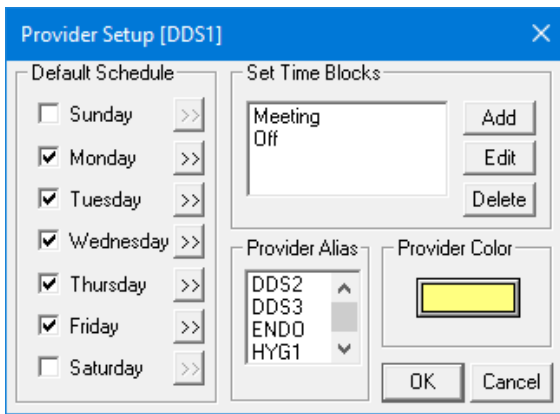 Provider Setup [DDS1]
Default Schedule
Sunday >>
Monday >>
Tuesday >>
Wednesday >>
Thursday >>
Friday >>
Saturday >>
Set Time Blocks
Meeting
Off
Add
Edit
Delete
Provider Alias
DDS2
DDS3
ENDO
HYG1
Provider Color
OK
Cancel